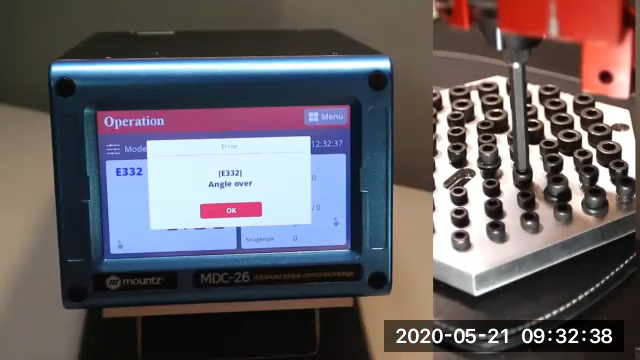 Operation
Menu
Mode
12:32:37
Error
E332
[E332]
Angle over
OK
SnugAngle 0
mountz
MDC-26
2020-05-21 09:32:38